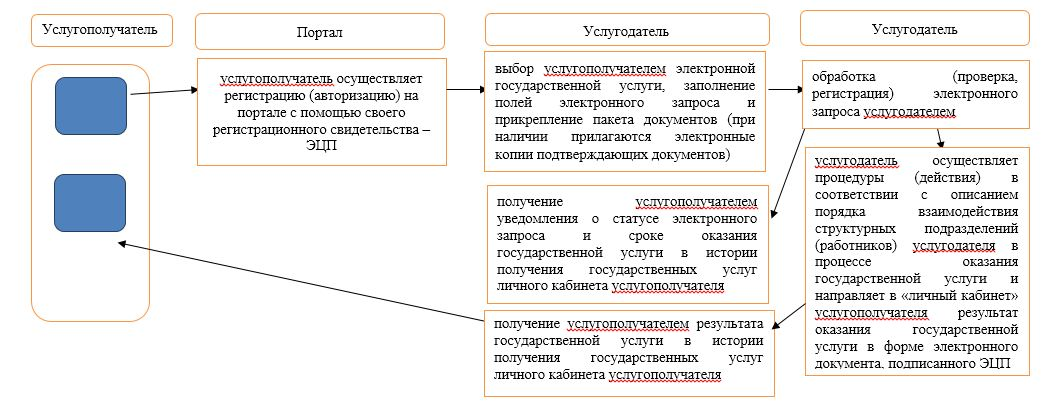 Услугополучатель
Портал
Услугодатель
Услугодатель
услугополучатель осуществляет
регистрацию (авторизацию) на
портале с помощью своего
регистрационного свидетельства –
ЭЦП
выбор услугополучателем электронной
государственной услуги, заполнение
полей электронного запроса и
прикрепление пакета документов (при
наличии прилагаются электронные
копии подтверждающих документов)
обработка (проверка,
регистрация) электронного
запроса услугодателем
получение услугополучателем
уведомления о статусе электронного
запроса и сроке оказания
государственной услуги в истории
получения государственных услуг
личного кабинета услугополучателя
услугодатель осуществляет
процедуры (действия) в
соответствии с описанием
порядка взаимодействия
структурных подразделений
(работников) услугодателя в
процессе оказания
государственной услуги и
направляет в «личный кабинет»
услугополучателя результат
оказания государственной
услуги в форме электронного
документа, подписанного ЭЦП
получение услугополучателем результата
государственной услуги в истории
получения государственных услуг
личного кабинета услугополучателя